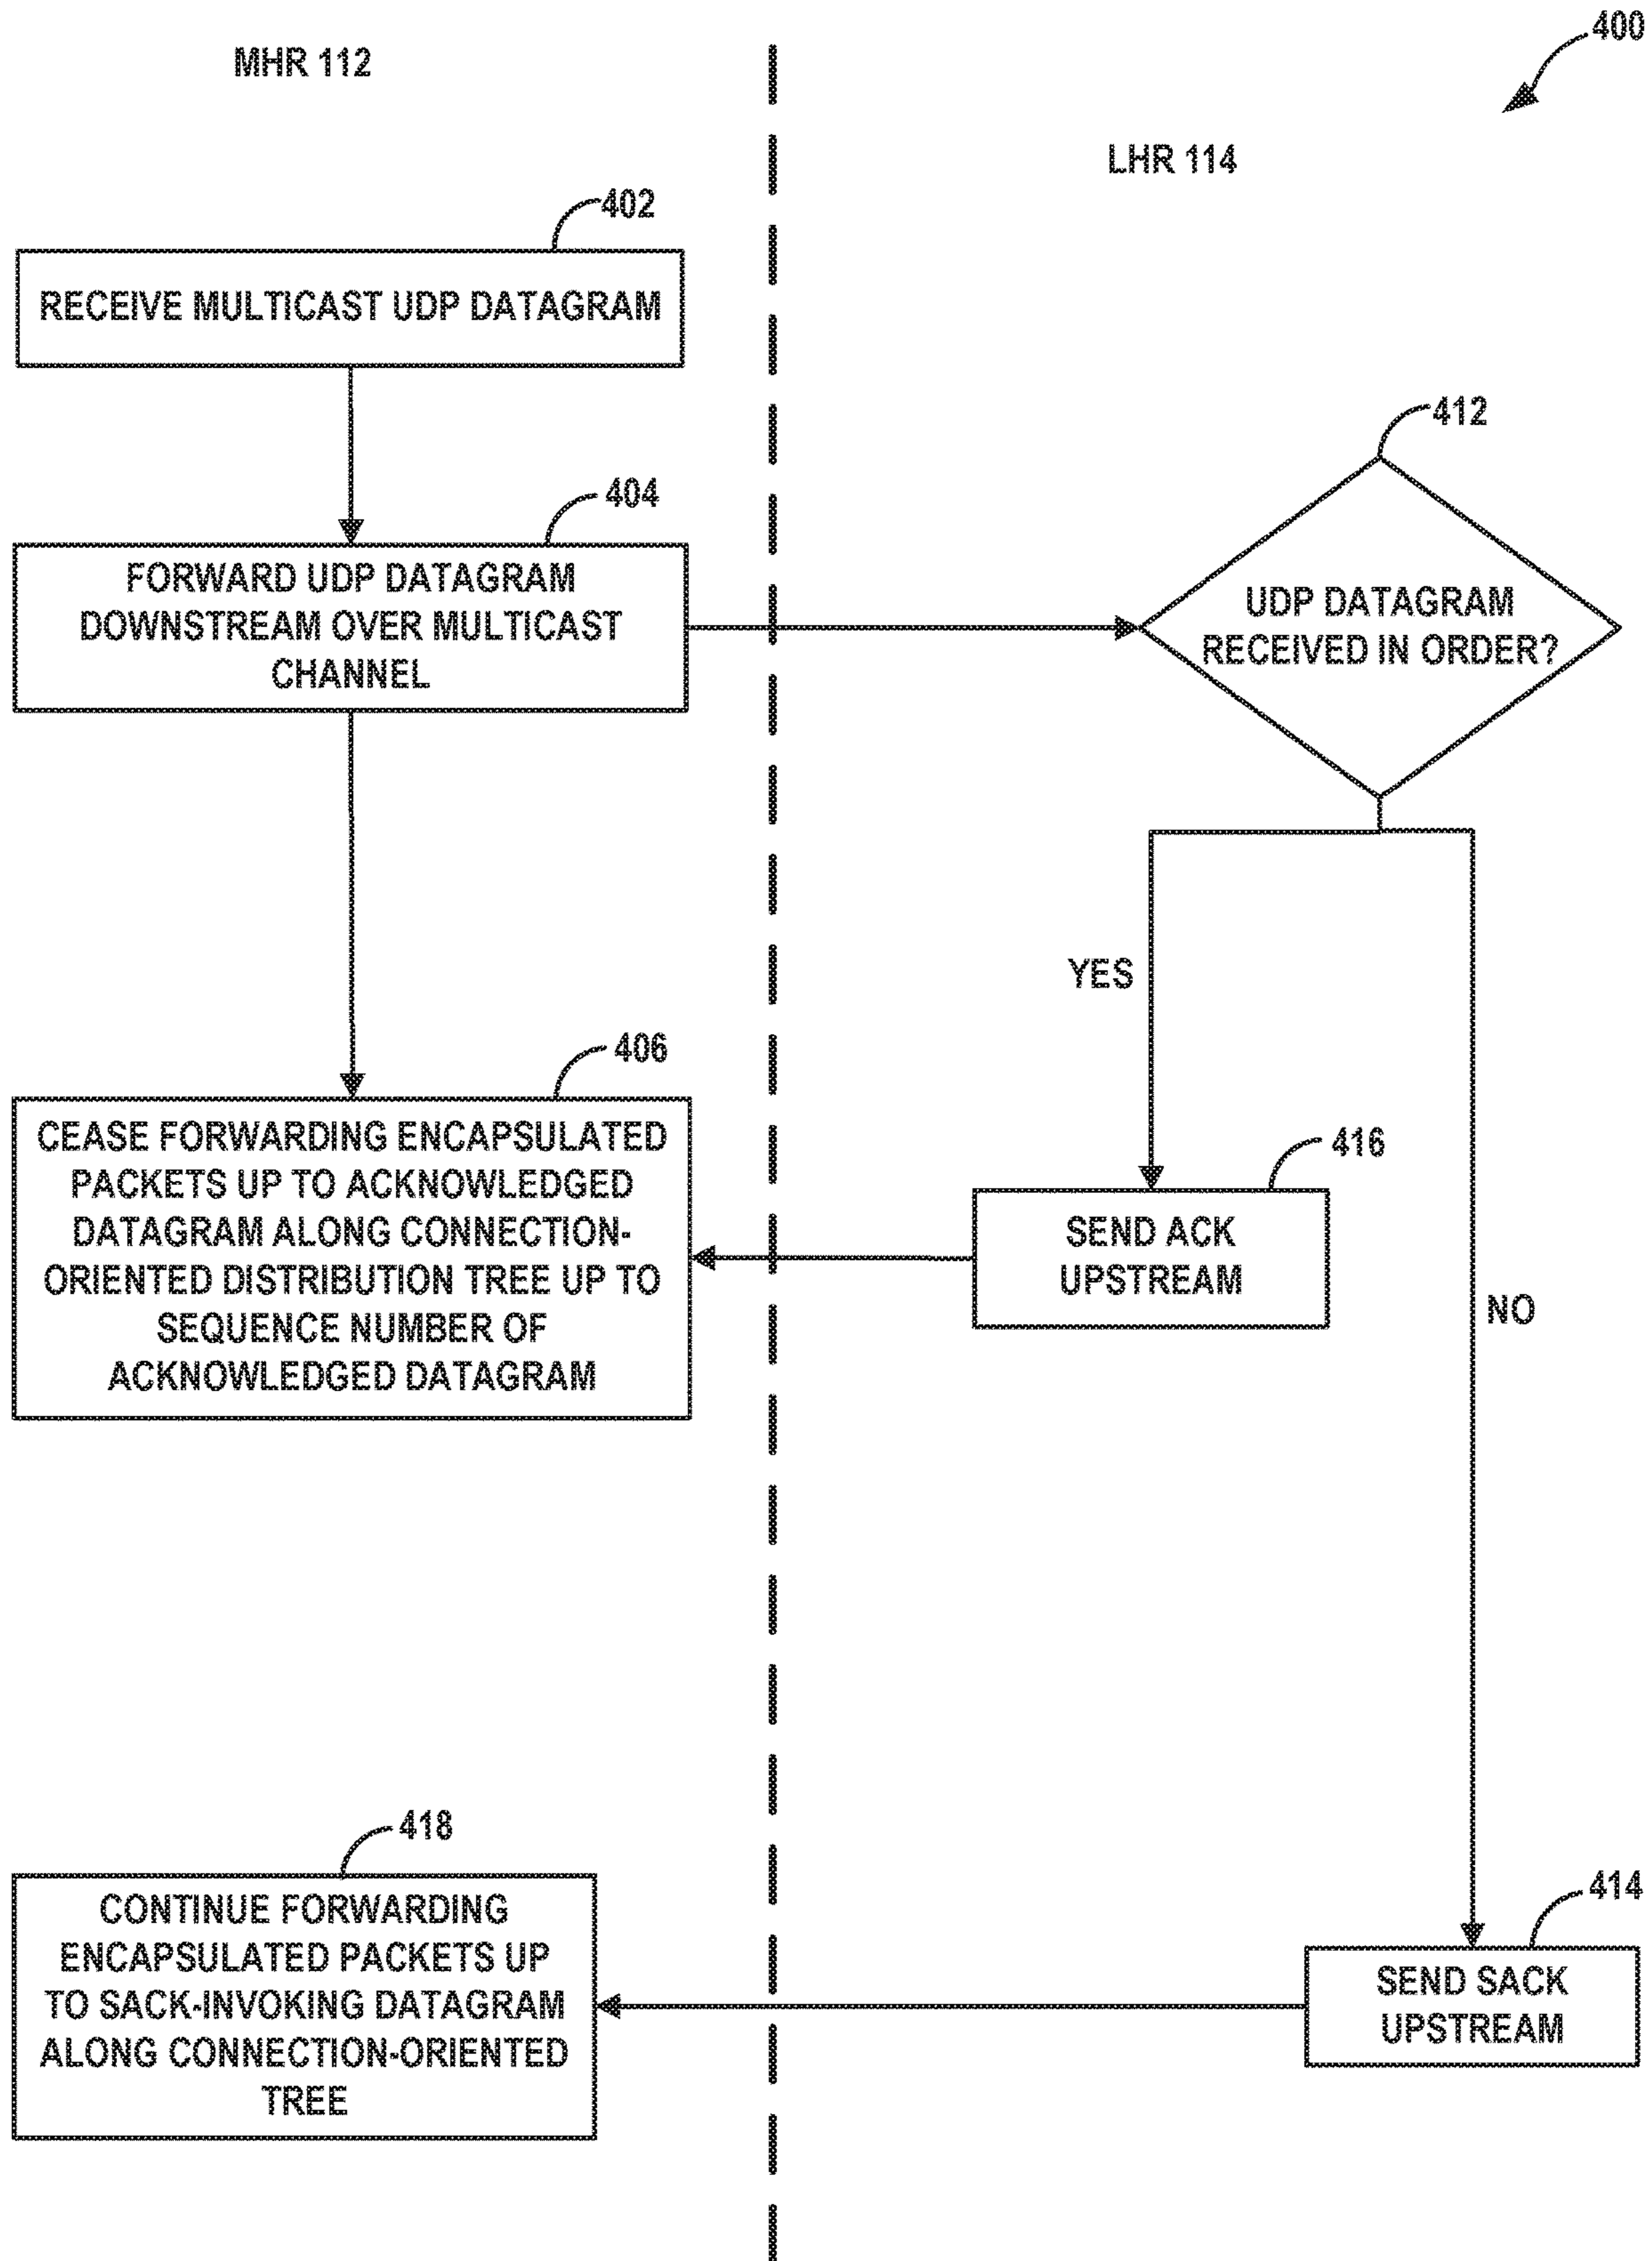 400
MHR 112
LHR 114
402
RECEIVE MULTICAST UDP DATAGRAM
412
404
FORWARD UDP DATAGRAM
DOWNSTREAM OVER MULTICAST
CHANNEL
UDP DATAGRAM
RECEIVED IN ORDER?
YES
406
CEASE FORWARDING ENCAPSULATED
PACKETS UP TO ACKNOWLEDGED
DATAGRAM ALONG CONNECTION-
ORIENTED DISTRIBUTION TREE UP TO
SEQUENCE NUMBER OF
ACKNOWLEDGED DATAGRAM
416
SEND ACK
UPSTREAM
NO
418
CONTINUE FORWARDING
ENCAPSULATED PACKETS UP
TO SACK-INVOKING DATAGRAM
ALONG CONNECTION-ORIENTED
TREE
414
SEND SACK
UPSTREAM